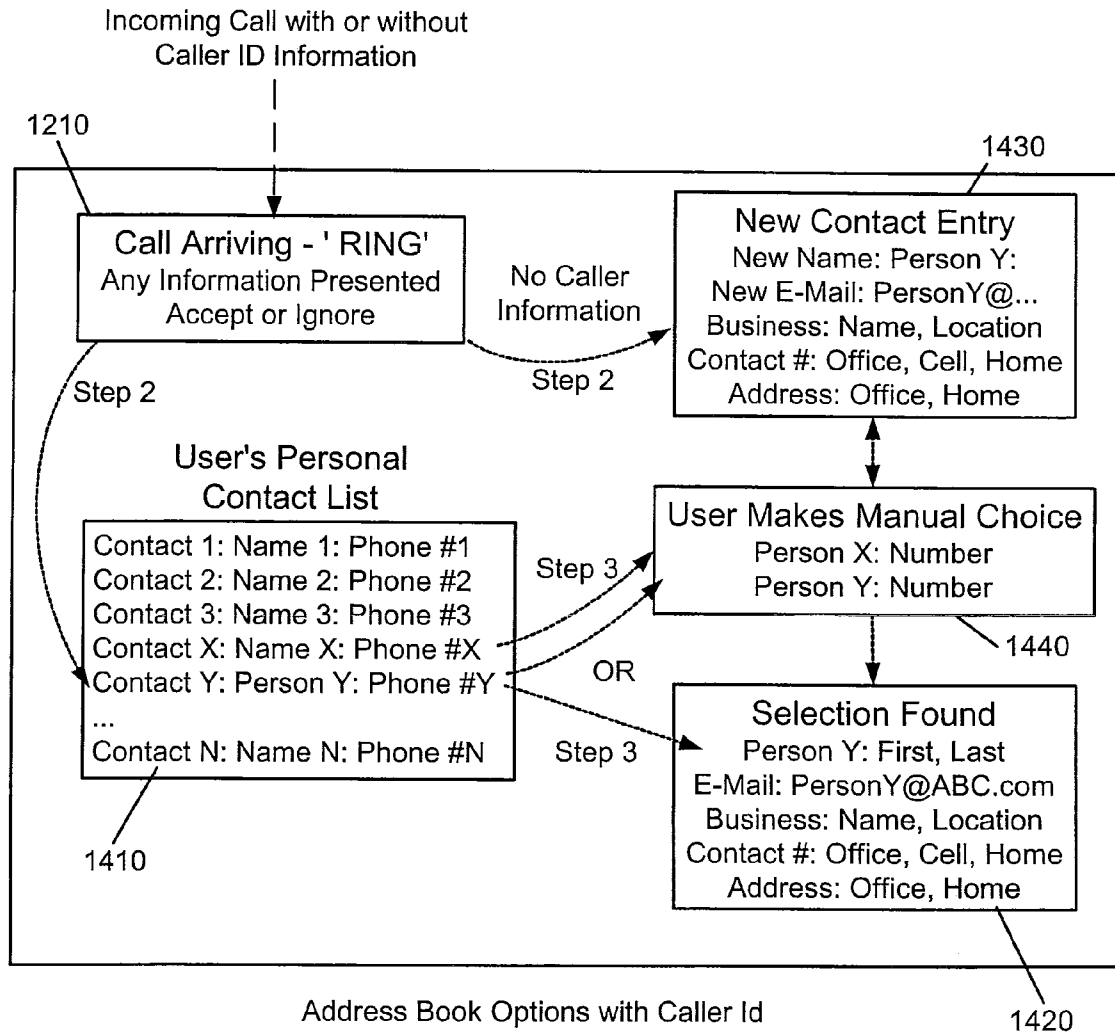 Incoming Call with or without
Caller ID Information
1210
1430
Call Arriving - ' RING'
Any Information Presented
Accept or Ignore
No Caller
Information
Step 2
New Contact Entry
New Name: Person Y:
New E-Mail: PersonY@...
Business: Name, Location
Contact #: Office, Cell, Home
Address: Office, Home
Step 2
User's Personal
Contact List
Contact 1: Name 1: Phone #1
Contact 2: Name 2: Phone #2
Contact 3: Name 3: Phone #3
Contact X: Name X: Phone #X
Contact Y: Person Y: Phone #Y
...
Contact N: Name N: Phone #N
1410
Step 3
OR
Step 3
User Makes Manual Choice
Person X: Number
Person Y: Number
1440
Selection Found
Person Y: First, Last
E-Mail: PersonY@ABC.com
Business: Name, Location
Contact #: Office, Cell, Home
Address: Office, Home
1420
Address Book Options with Caller Id